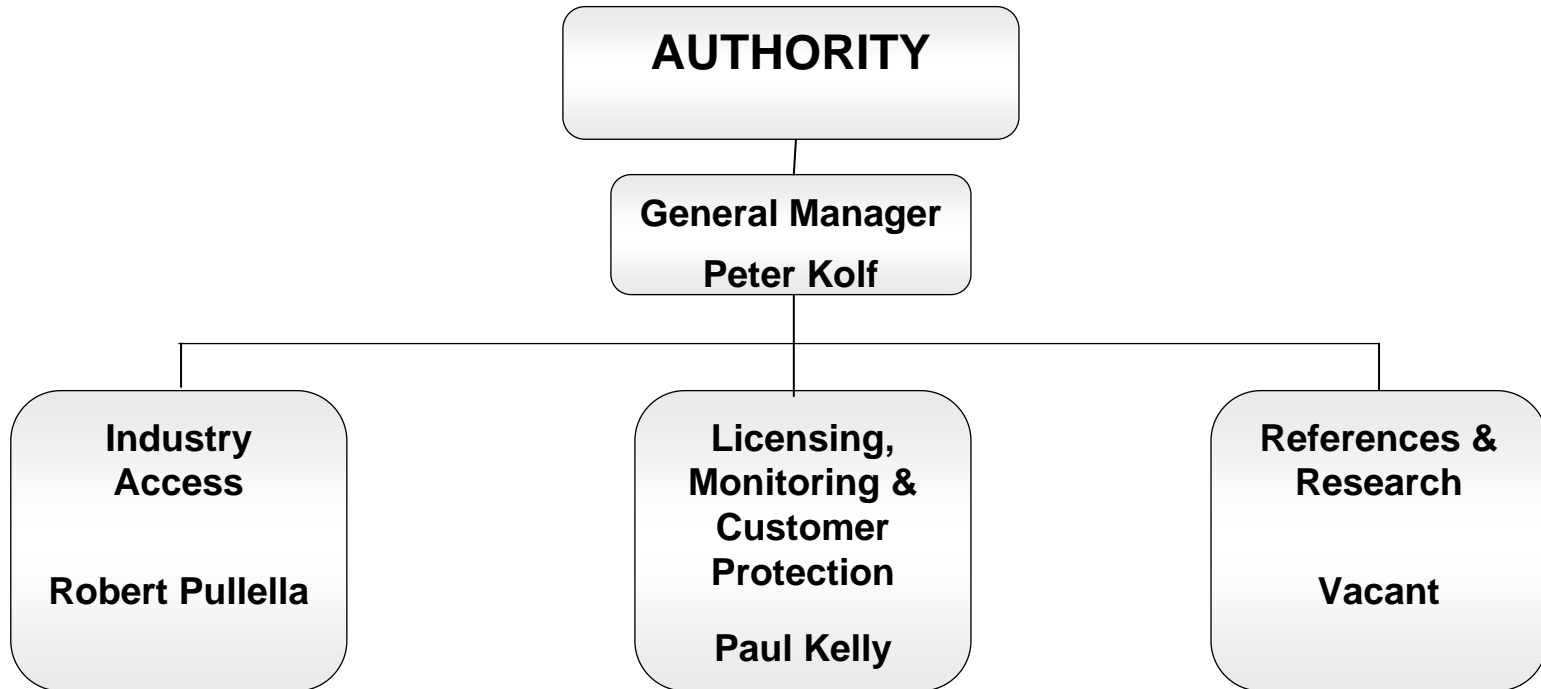 AUTHORITY
General Manager
Peter Kolf
Industry
Access
Robert Pullella
Licensing,
Monitoring &
Customer
Protection
Paul Kelly
References &
Research
Vacant